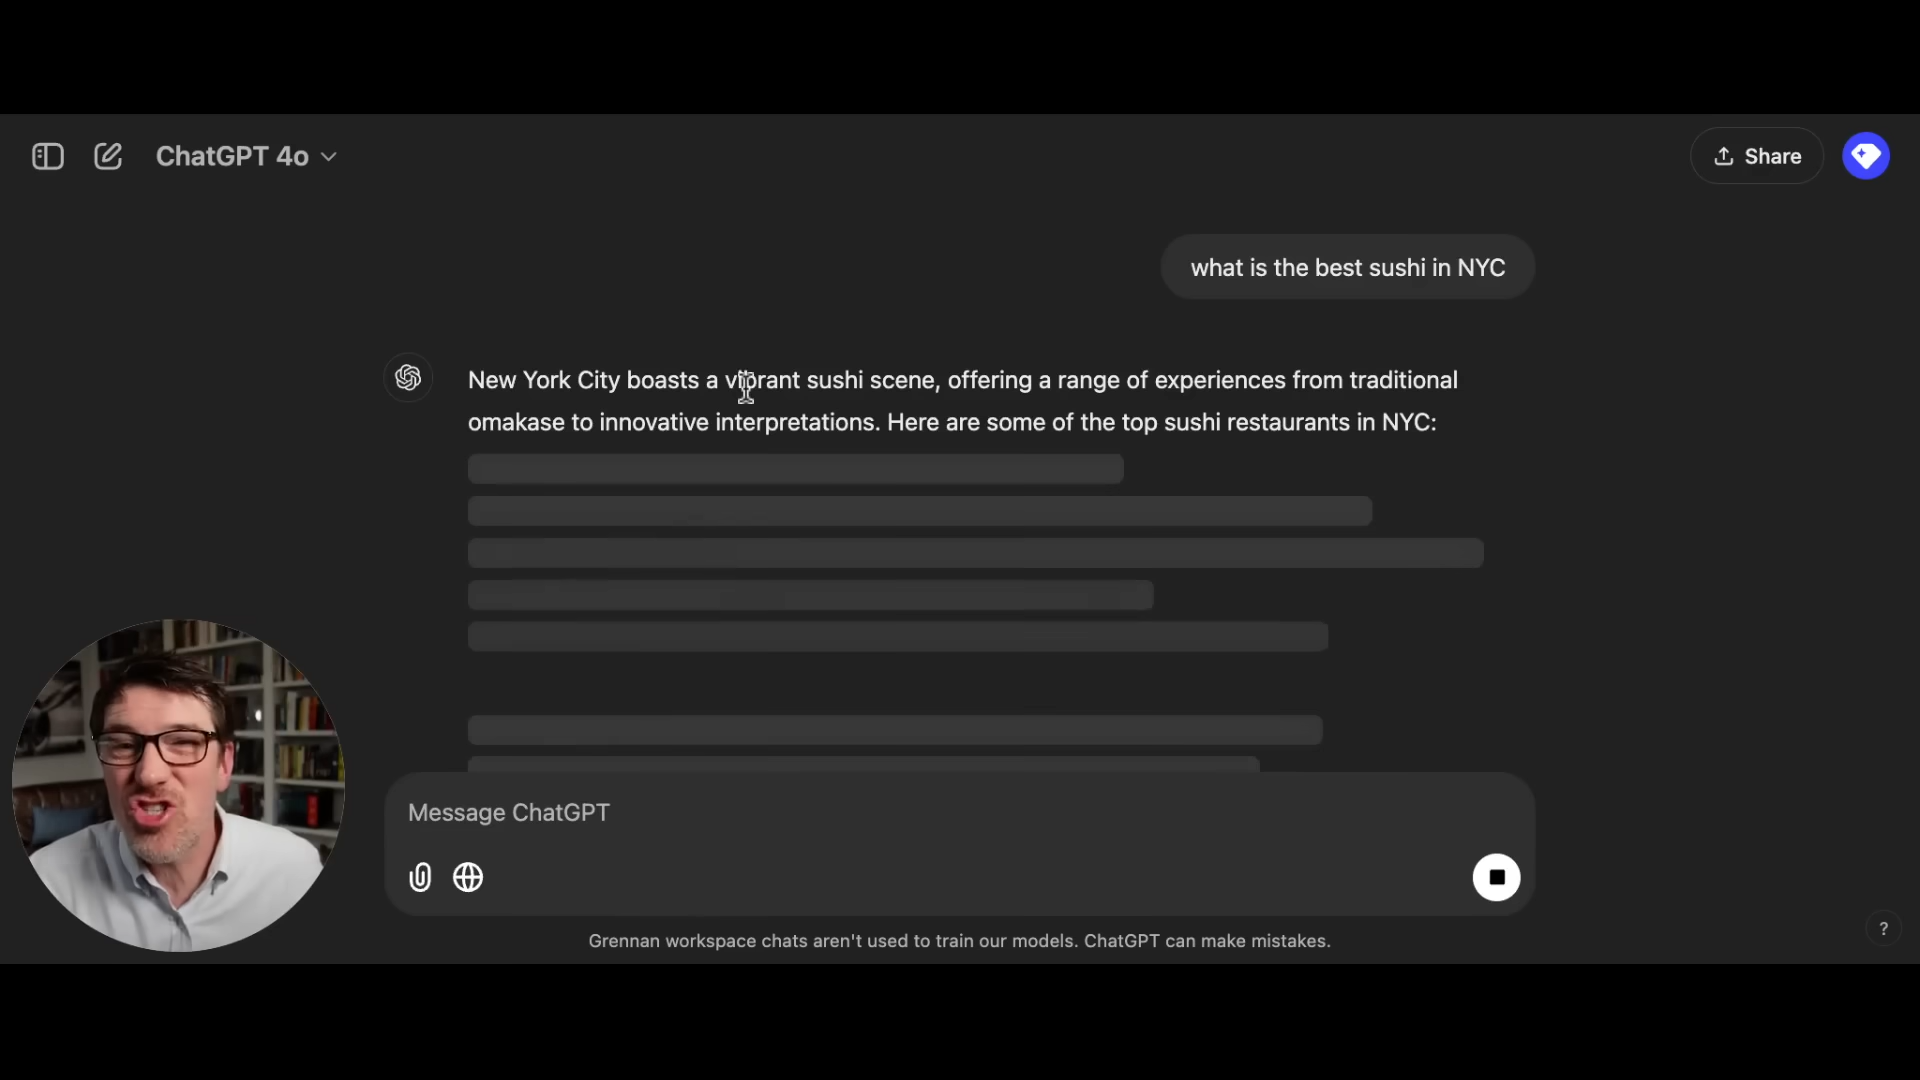 ChatGPT 4o
Share
what is the best sushi in NYC
New York City boasts a vibrant sushi scene, offering a range of experiences from traditional
omakase to innovative interpretations. Here are some of the top sushi restaurants in NYC:
Message ChatGPT
Grennan workspace chats aren't used to train our models. ChatGPT can make mistakes.
?